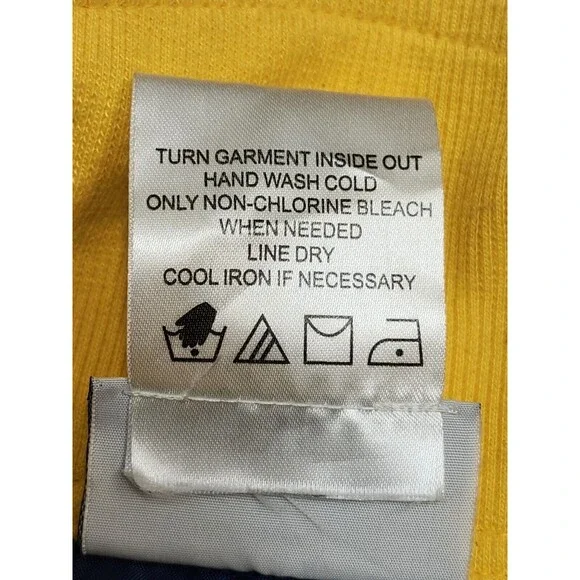 TURN GARMENT INSIDE OUT
HAND WASH COLD
ONLY NON-CHLORINE BLEACH
WHEN NEEDED
LINE DRY
COOL IRON IF NECESSARY